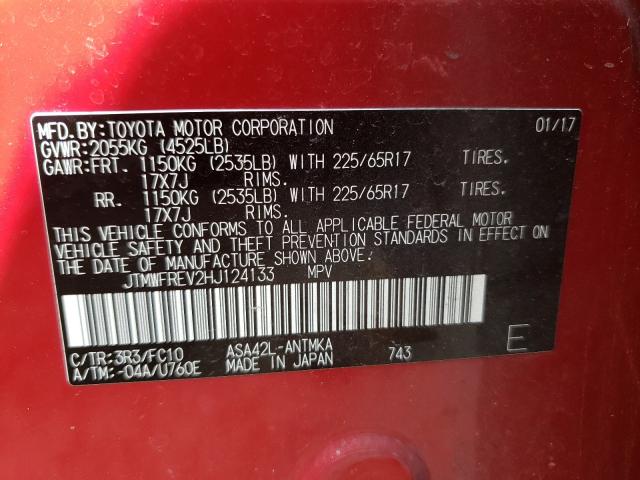 MFD. BY: TOYOTA MOTOR CORPORATION 01/17
GVWR: 2055KG (4525LB)
GAWR: FRT. 1150KG (2535LB) WITH 225/65R17 TIRES.
17X7J RIMS.
RR. 1150KG (2535LB) WITH 225/65R17 TIRES.
17X7J RIMS.
THIS VEHICLE CONFORMS TO ALL APPLICABLE FEDERAL MOTOR
VEHICLE SAFETY AND THEFT PREVENTION STANDARDS IN EFFECT ON
THE DATE OF MANUFACTURE SHOWN ABOVE.
JTMWFREV2HJ124133 MPV
C/TR: 3R3/FC10 ASA42L-ANTMKA
A/TM: -04A/U760E MADE IN JAPAN 743 E